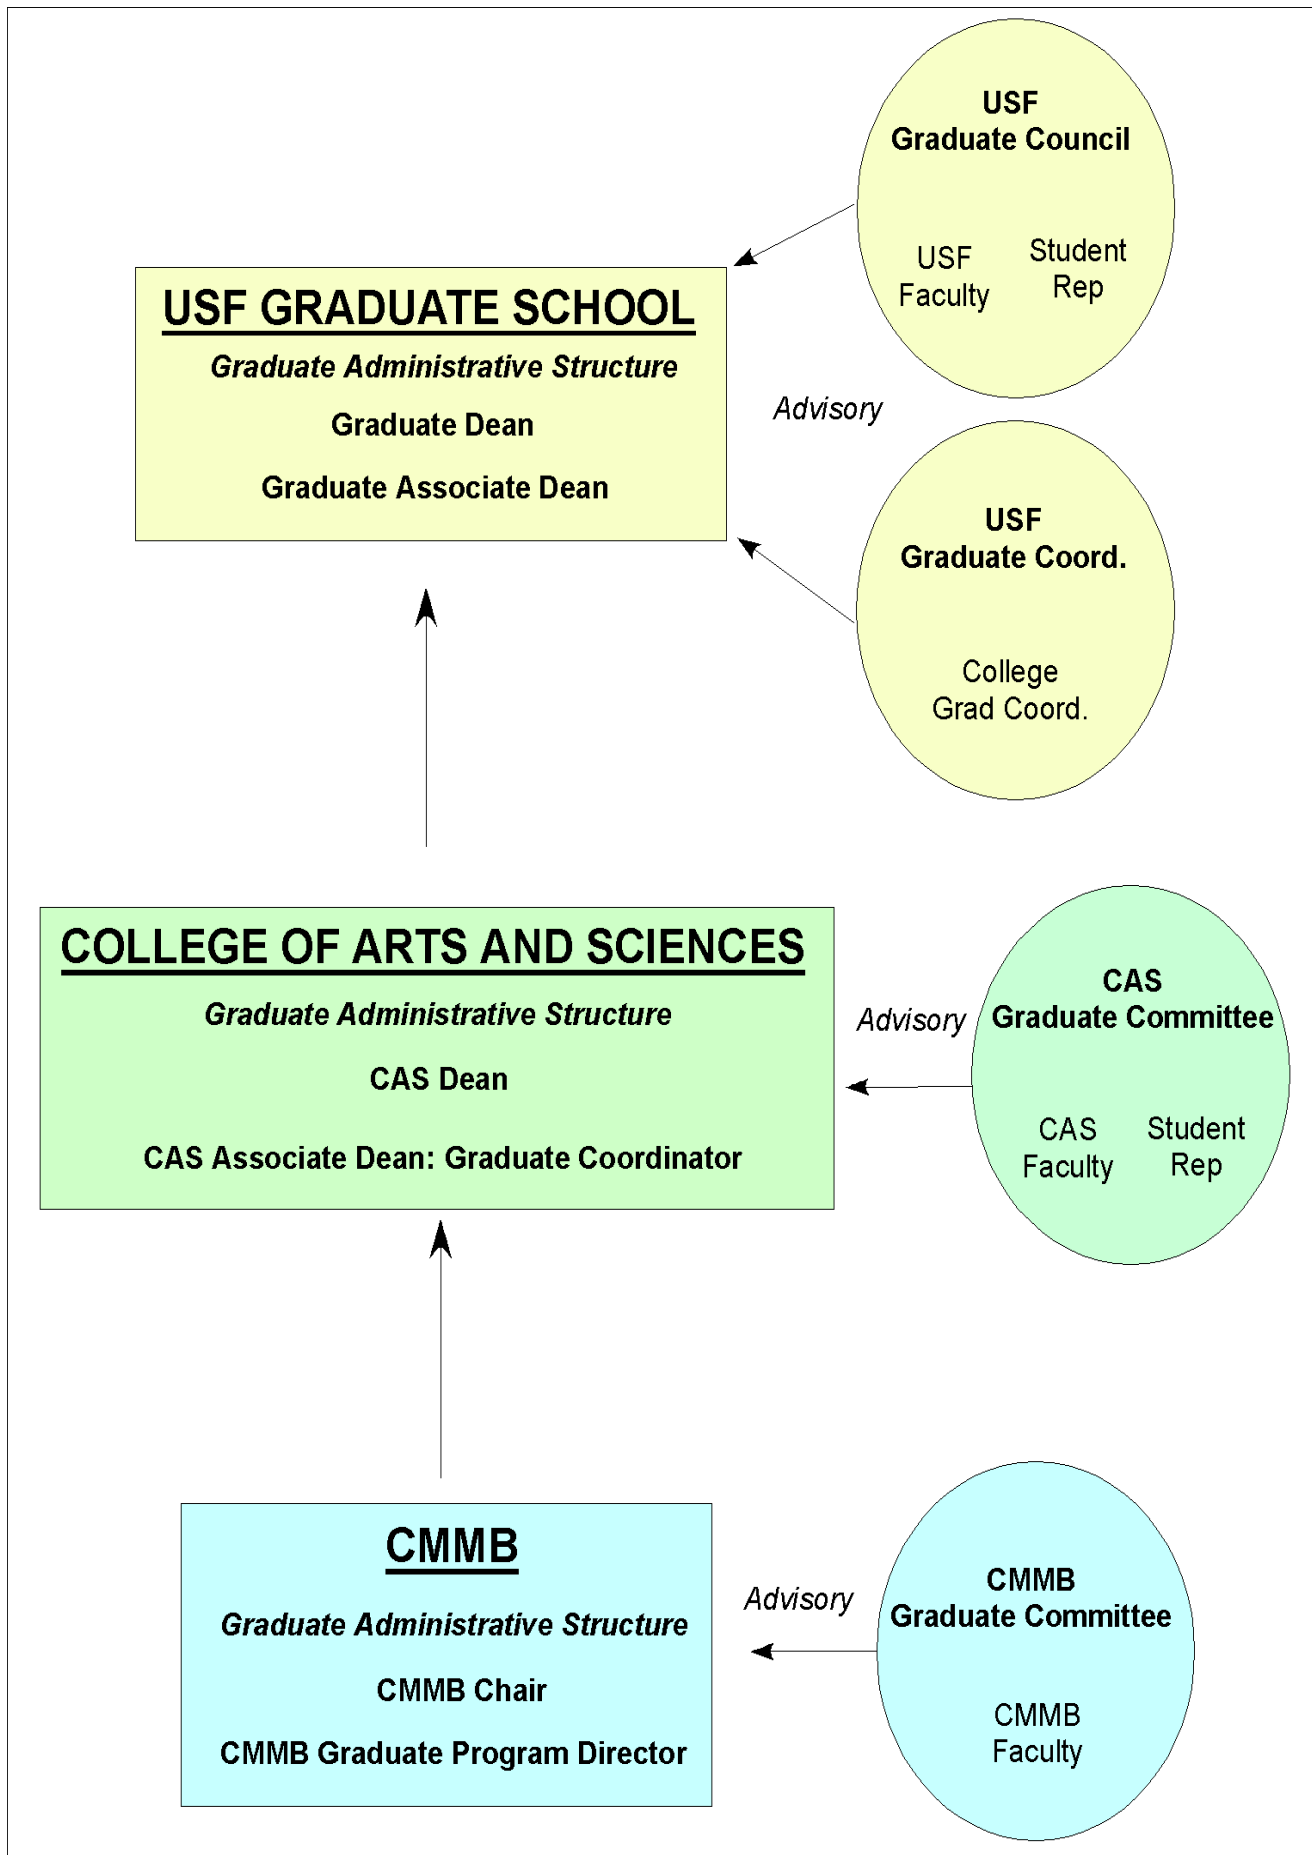 USF
Graduate Council
USF
Faculty
Student
Rep
USF GRADUATE SCHOOL
Graduate Administrative Structure
Graduate Dean
Graduate Associate Dean
Advisory
USF
Graduate Coord.
College
Grad Coord.
COLLEGE OF ARTS AND SCIENCES
Graduate Administrative Structure
CAS Dean
CAS Associate Dean: Graduate Coordinator
Advisory
CAS
Graduate Committee
CAS
Faculty
Student
Rep
CMMB
Graduate Administrative Structure
CMMB Chair
CMMB Graduate Program Director
Advisory
CMMB
Graduate Committee
CMMB
Faculty